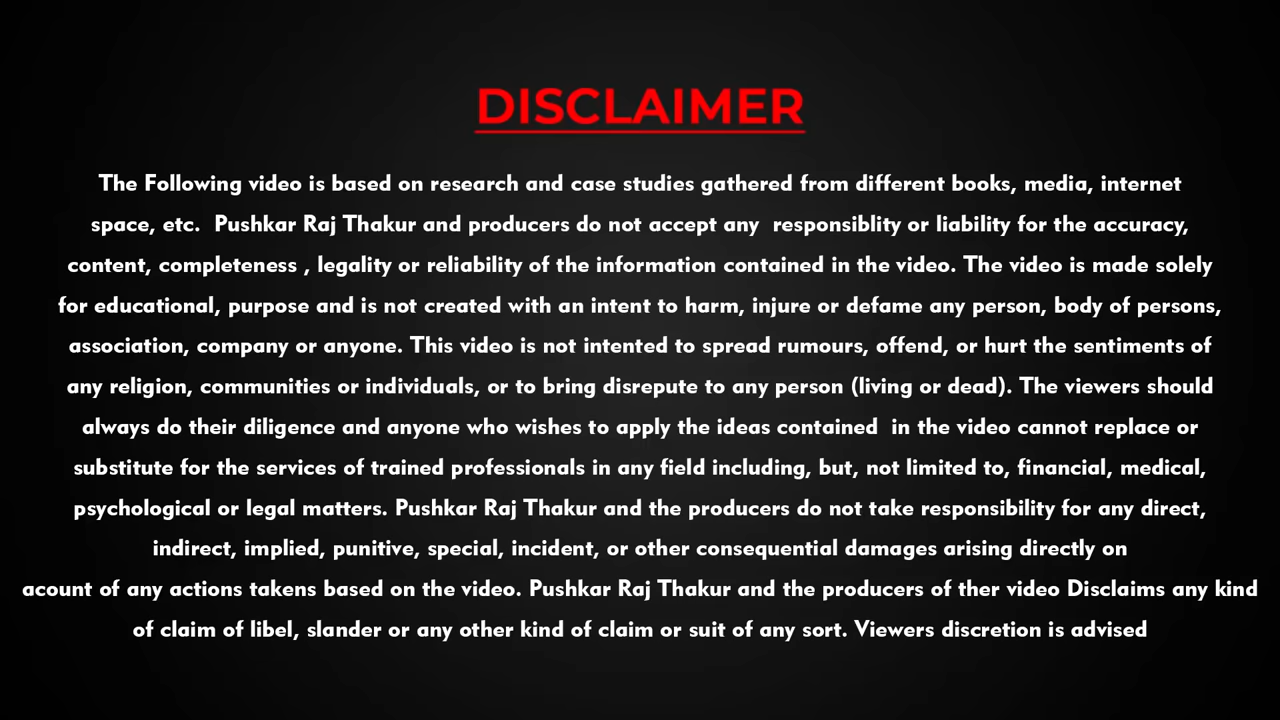 DISCLAIMER
The Following video is based on research and case studies gathered from different books, media, internet
space, etc.  Pushkar Raj Thakur and producers do not accept any  responsiblity or liability for the accuracy,
content, completeness , legality or reliability of the information contained in the video. The video is made solely
for educational, purpose and is not created with an intent to harm, injure or defame any person, body of persons,
association, company or anyone. This video is not intented to spread rumours, offend, or hurt the sentiments of
any religion, communities or individuals, or to bring disrepute to any person (living or dead). The viewers should
always do their diligence and anyone who wishes to apply the ideas contained  in the video cannot replace or
substitute for the services of trained professionals in any field including, but, not limited to, financial, medical,
psychological or legal matters. Pushkar Raj Thakur and the producers do not take responsibility for any direct,
indirect, implied, punitive, special, incident, or other consequential damages arising directly on
acount of any actions takens based on the video. Pushkar Raj Thakur and the producers of ther video Disclaims any kind
of claim of libel, slander or any other kind of claim or suit of any sort. Viewers discretion is advised